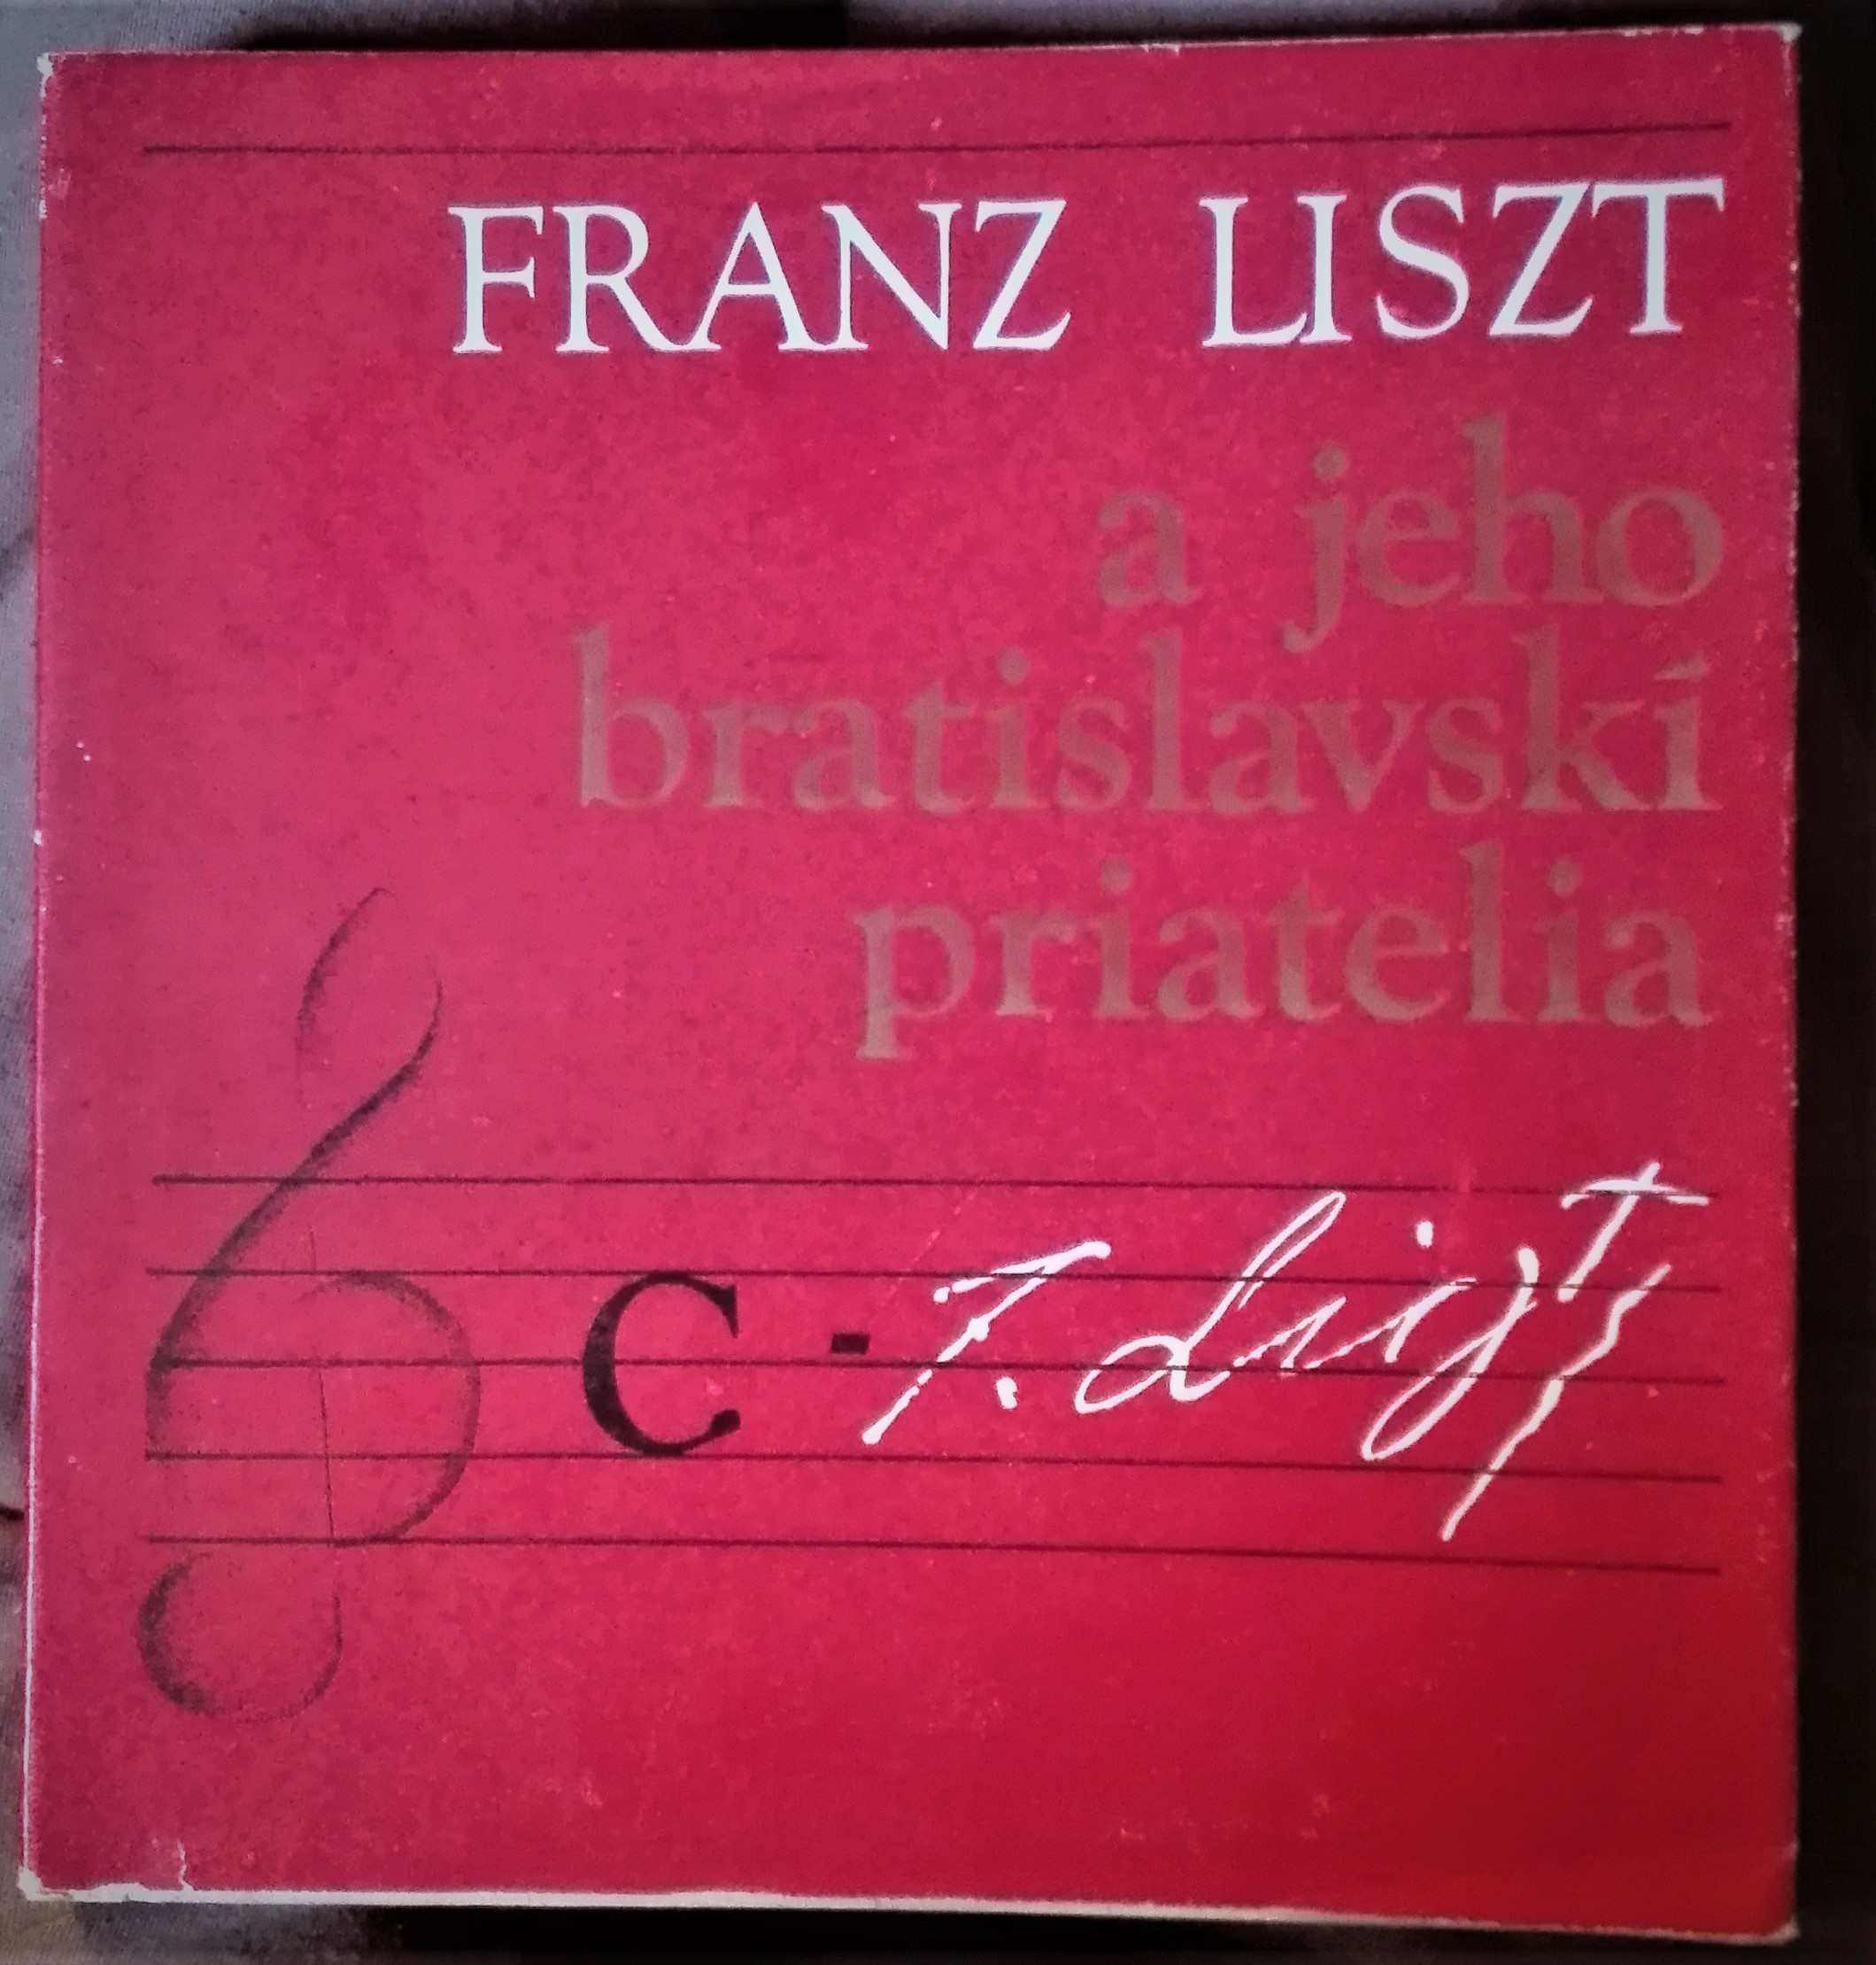 FRANZ LISZT
a jeho
bratislavskí
priatelia
C - F. Liszt